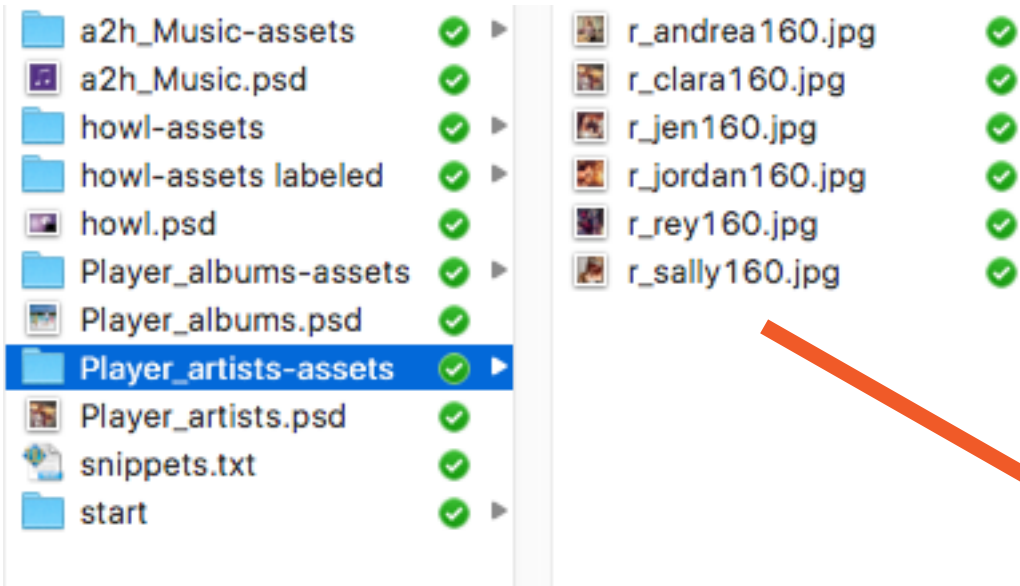 a2h_Music-assets
a2h_Music.psd
howl-assets
howl-assets labeled
howl.psd
Player_albums-assets
Player_albums.psd
Player_artists-assets
Player_artists.psd
snippets.txt
start
r_andrea160.jpg
r_clara160.jpg
r_jen160.jpg
r_jordan160.jpg
r_rey160.jpg
r_sally160.jpg